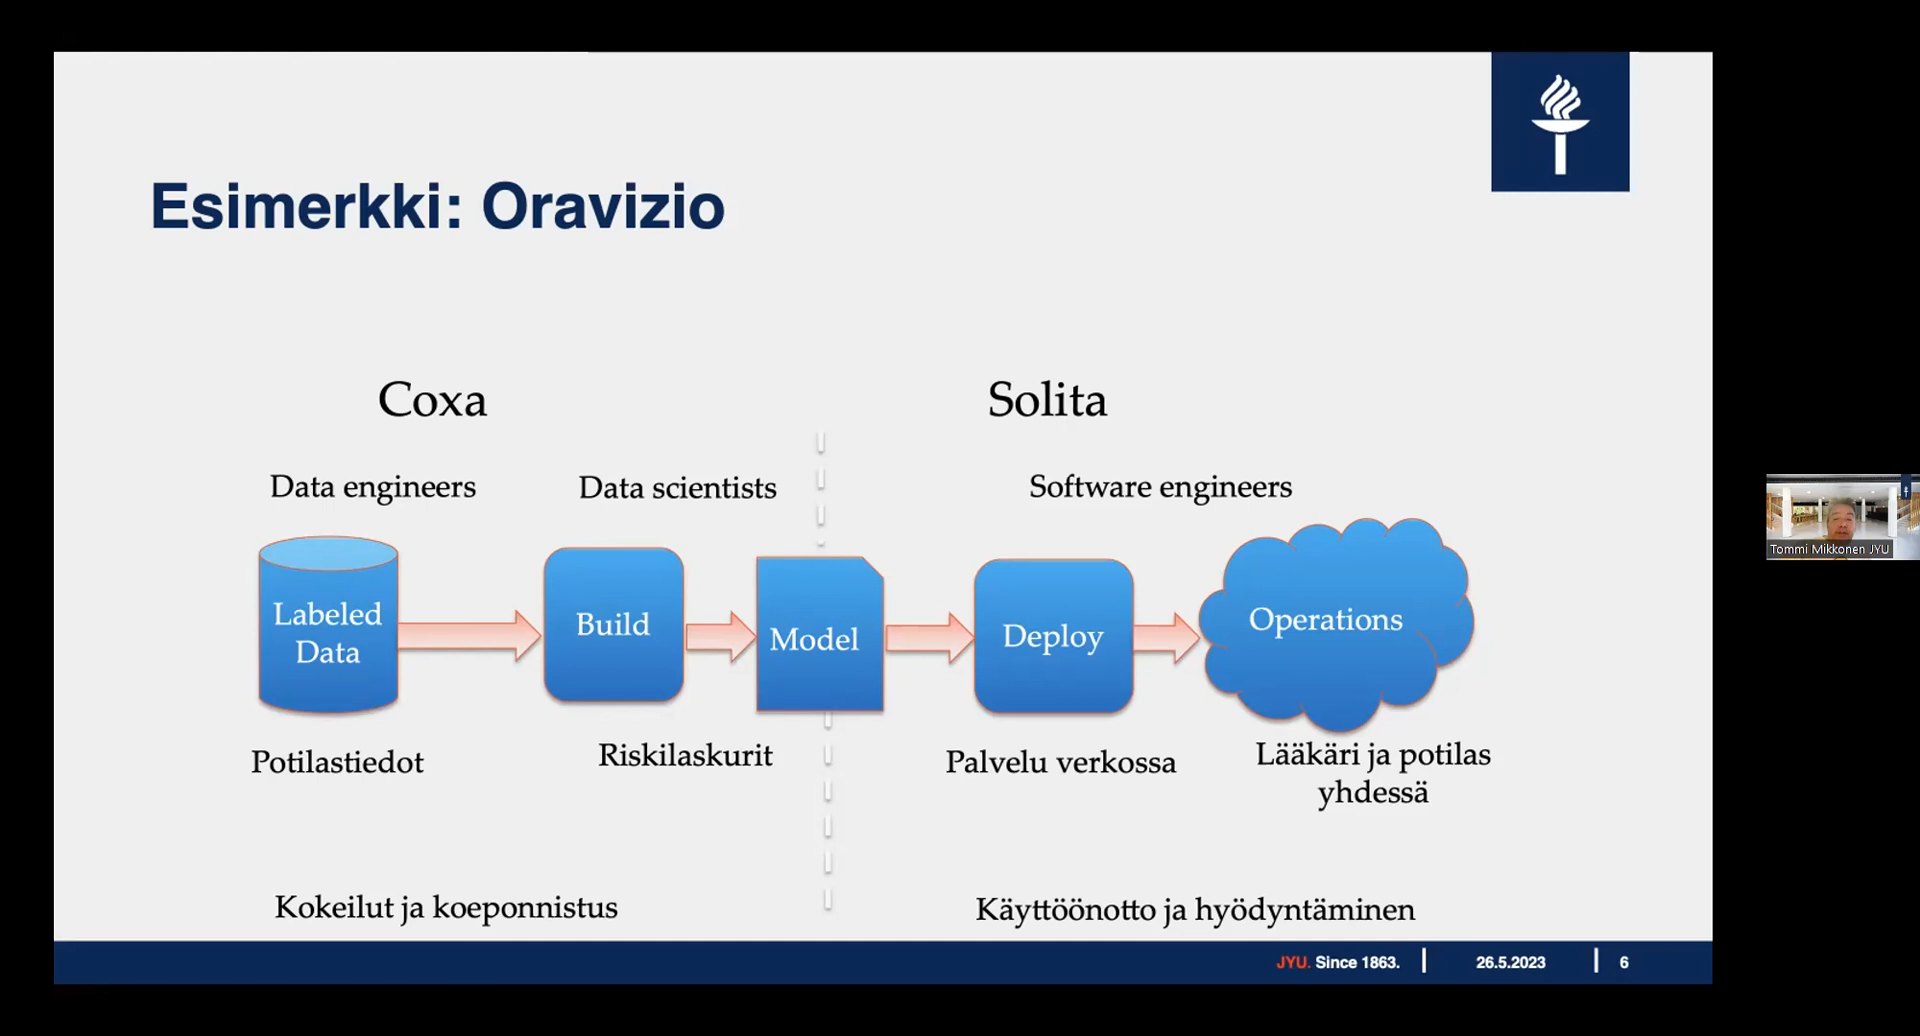 Esimerkki: Oravizio
Coxa
Solita
Data engineers
Data scientists
Software engineers
Labeled
Data
Build
Model
Deploy
Operations
Potilastiedot
Riskilaskurit
Palvelu verkossa
Lääkäri ja potilas
yhdessä
Kokeilut ja koeponnistus
Käyttöönotto ja hyödyntäminen
JYU. Since 1863.
26.5.2023
6
Tommi Mikkonen JYU